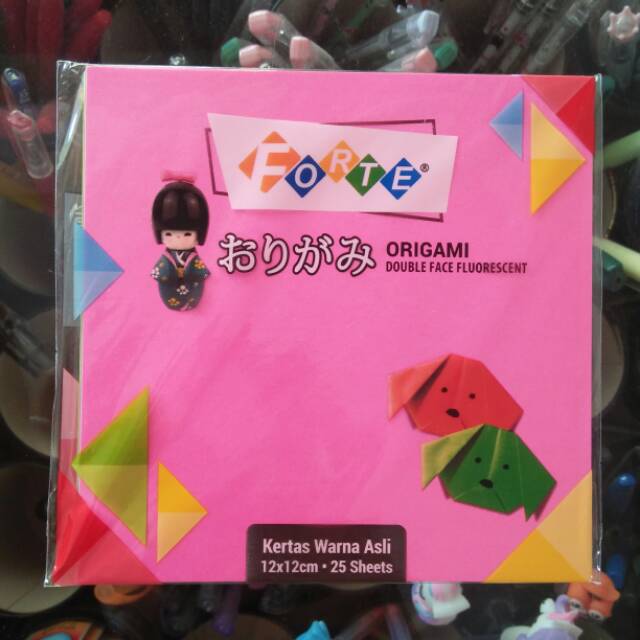 FORTE®
おりがみ
ORIGAMI
DOUBLE FACE FLUORESCENT
Kertas Warna Asli
12x12cm • 25 Sheets